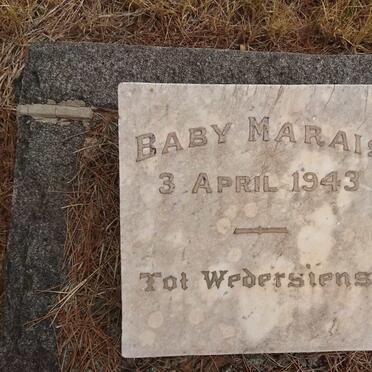 BABY MARAIS
3 APRIL 1943
Tot Wedersiens